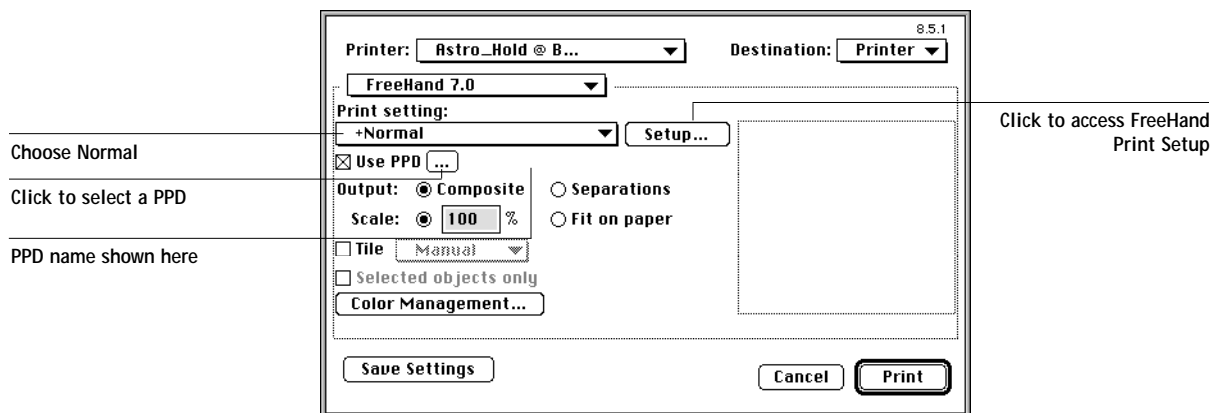 8.5.1
Printer: Astro_Hold @ B... Destination: Printer
FreeHand 7.0
Print setting:
+Normal Setup...
Click to access FreeHand
Print Setup
Choose Normal
Use PPD ...
Click to select a PPD
Output: Composite Separations
Scale: 100 % Fit on paper
PPD name shown here
Tile Manual
Selected objects only
Color Management...
Save Settings Cancel Print